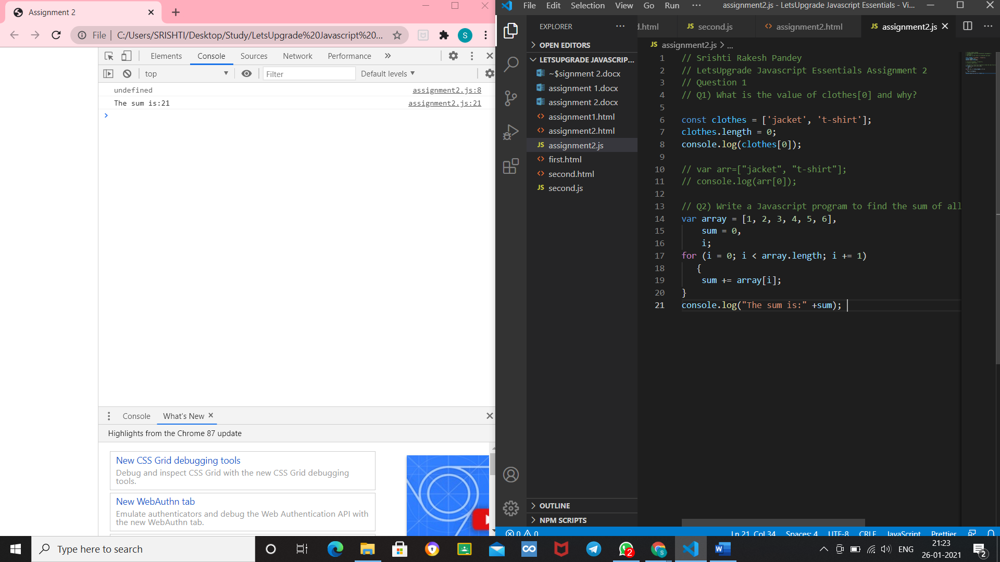 Assignment 2
File
C:/Users/SRISHTI/Desktop/Study/LetsUpgrade%20Javascript%20...
S
Elements Console Sources Network Performance
top Filter Default levels
undefined assignment2.js:8
The sum is:21 assignment2.js:21
Console What's New
Highlights from the Chrome 87 update
New CSS Grid debugging tools
Debug and inspect CSS Grid with the new CSS Grid debugging
tools.
New WebAuthn tab
Emulate authenticators and debug the Web Authentication API with
the new WebAuthn tab.
File Edit Selection View Go Run ... assignment2.js - LetsUpgrade Javascript Essentials - Vi...
EXPLORER ...
d.html JS second.js assignment2.html JS assignment2.js ...
OPEN EDITORS
LETSUPGRADE JAVASCRIP...
~$signment 2.docx
assignment 1.docx
assignment 2.docx
assignment1.html
assignment2.html
JS assignment2.js
first.html
second.html
JS second.js
OUTLINE
NPM SCRIPTS
JS assignment2.js > ...
1 // Srishti Rakesh Pandey
2 // LetsUpgrade Javascript Essentials Assignment 2
3 // Question 1
4 // Q1) What is the value of clothes[0] and why?
5
6 const clothes = ['jacket', 't-shirt'];
7 clothes.length = 0;
8 console.log(clothes[0]);
9
10 // var arr=["jacket", "t-shirt"];
11 // console.log(arr[0]);
12
13 // Q2) Write a Javascript program to find the sum of all
14 var array = [1, 2, 3, 4, 5, 6],
15 sum = 0,
16 i;
17 for (i = 0; i < array.length; i += 1)
18 {
19 sum += array[i];
20 }
21 console.log("The sum is:" +sum);
0 0 Ln 21, Col 34 Spaces: 4 UTF-8 CRLF JavaScript Prettier
Type here to search
2
S
ENG
21:23
26-01-2021
2